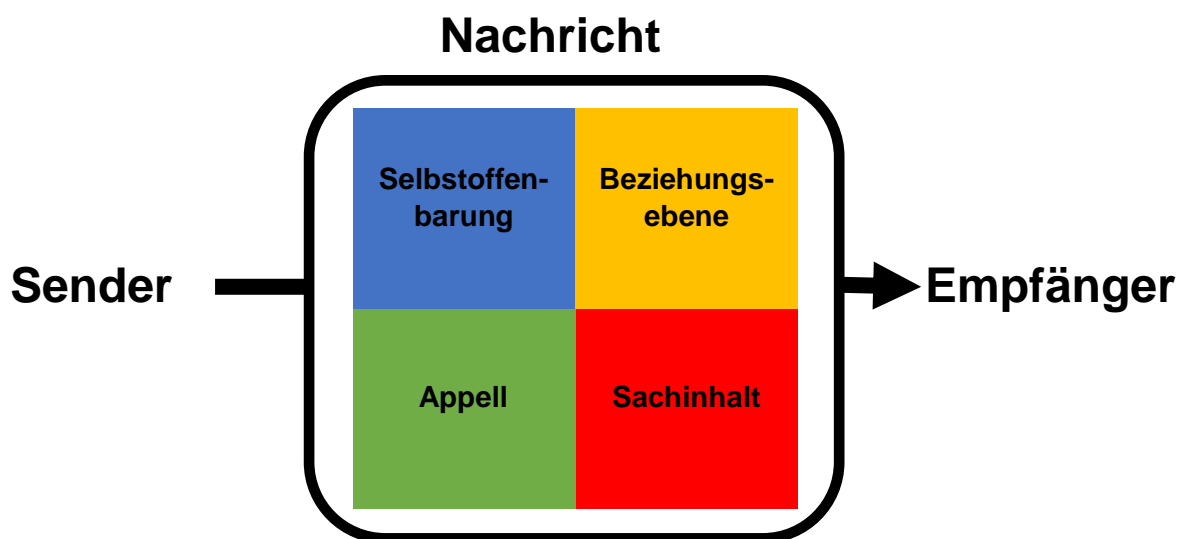 Nachricht
Selbstoffen-
barung
Beziehungs-
ebene
Sender
Empfänger
Appell
Sachinhalt